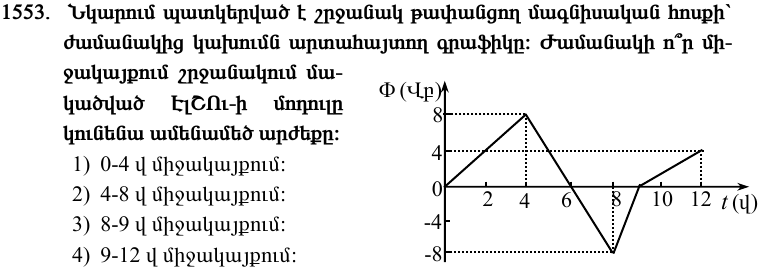 1553. Նկարում պատկերված է շրջանակ թափանցող մագնիսական հոսքի՝
ժամանակից կախումն արտահայտող գրաֆիկը: Ժամանակի ո՞ր մի-
ջակայքում շրջանակում մա-
կածված ԷլՇՈւ-ի մոդուլը
կունենա ամենամեծ արժեքը:
1) 0-4 վ միջակայքում:
2) 4-8 վ միջակայքում:
3) 8-9 վ միջակայքում:
4) 9-12 վ միջակայքում:
Φ (Վբ)
8
4
0
-4
-8
2 4 6 8 10 12 t (վ)